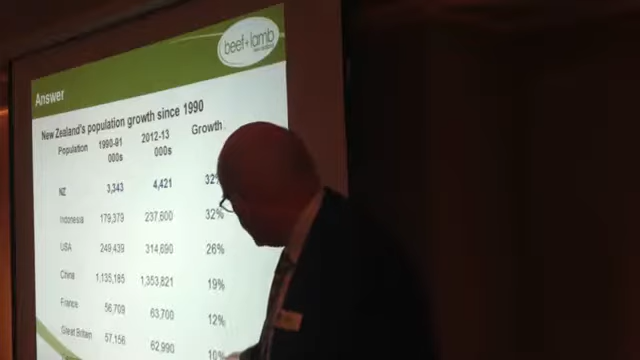 beef+lamb
Answer
New Zealand's population growth since 1990
Population 1990-91 2012-13 Growth
000s 000s
NZ 3,343 4,421 32%
Indonesia 179,379 237,600 32%
USA 249,439 314,690 26%
China 1,135,185 1,353,821 19%
France 56,709 63,700 12%
Great Britain 57,156 62,990 10%